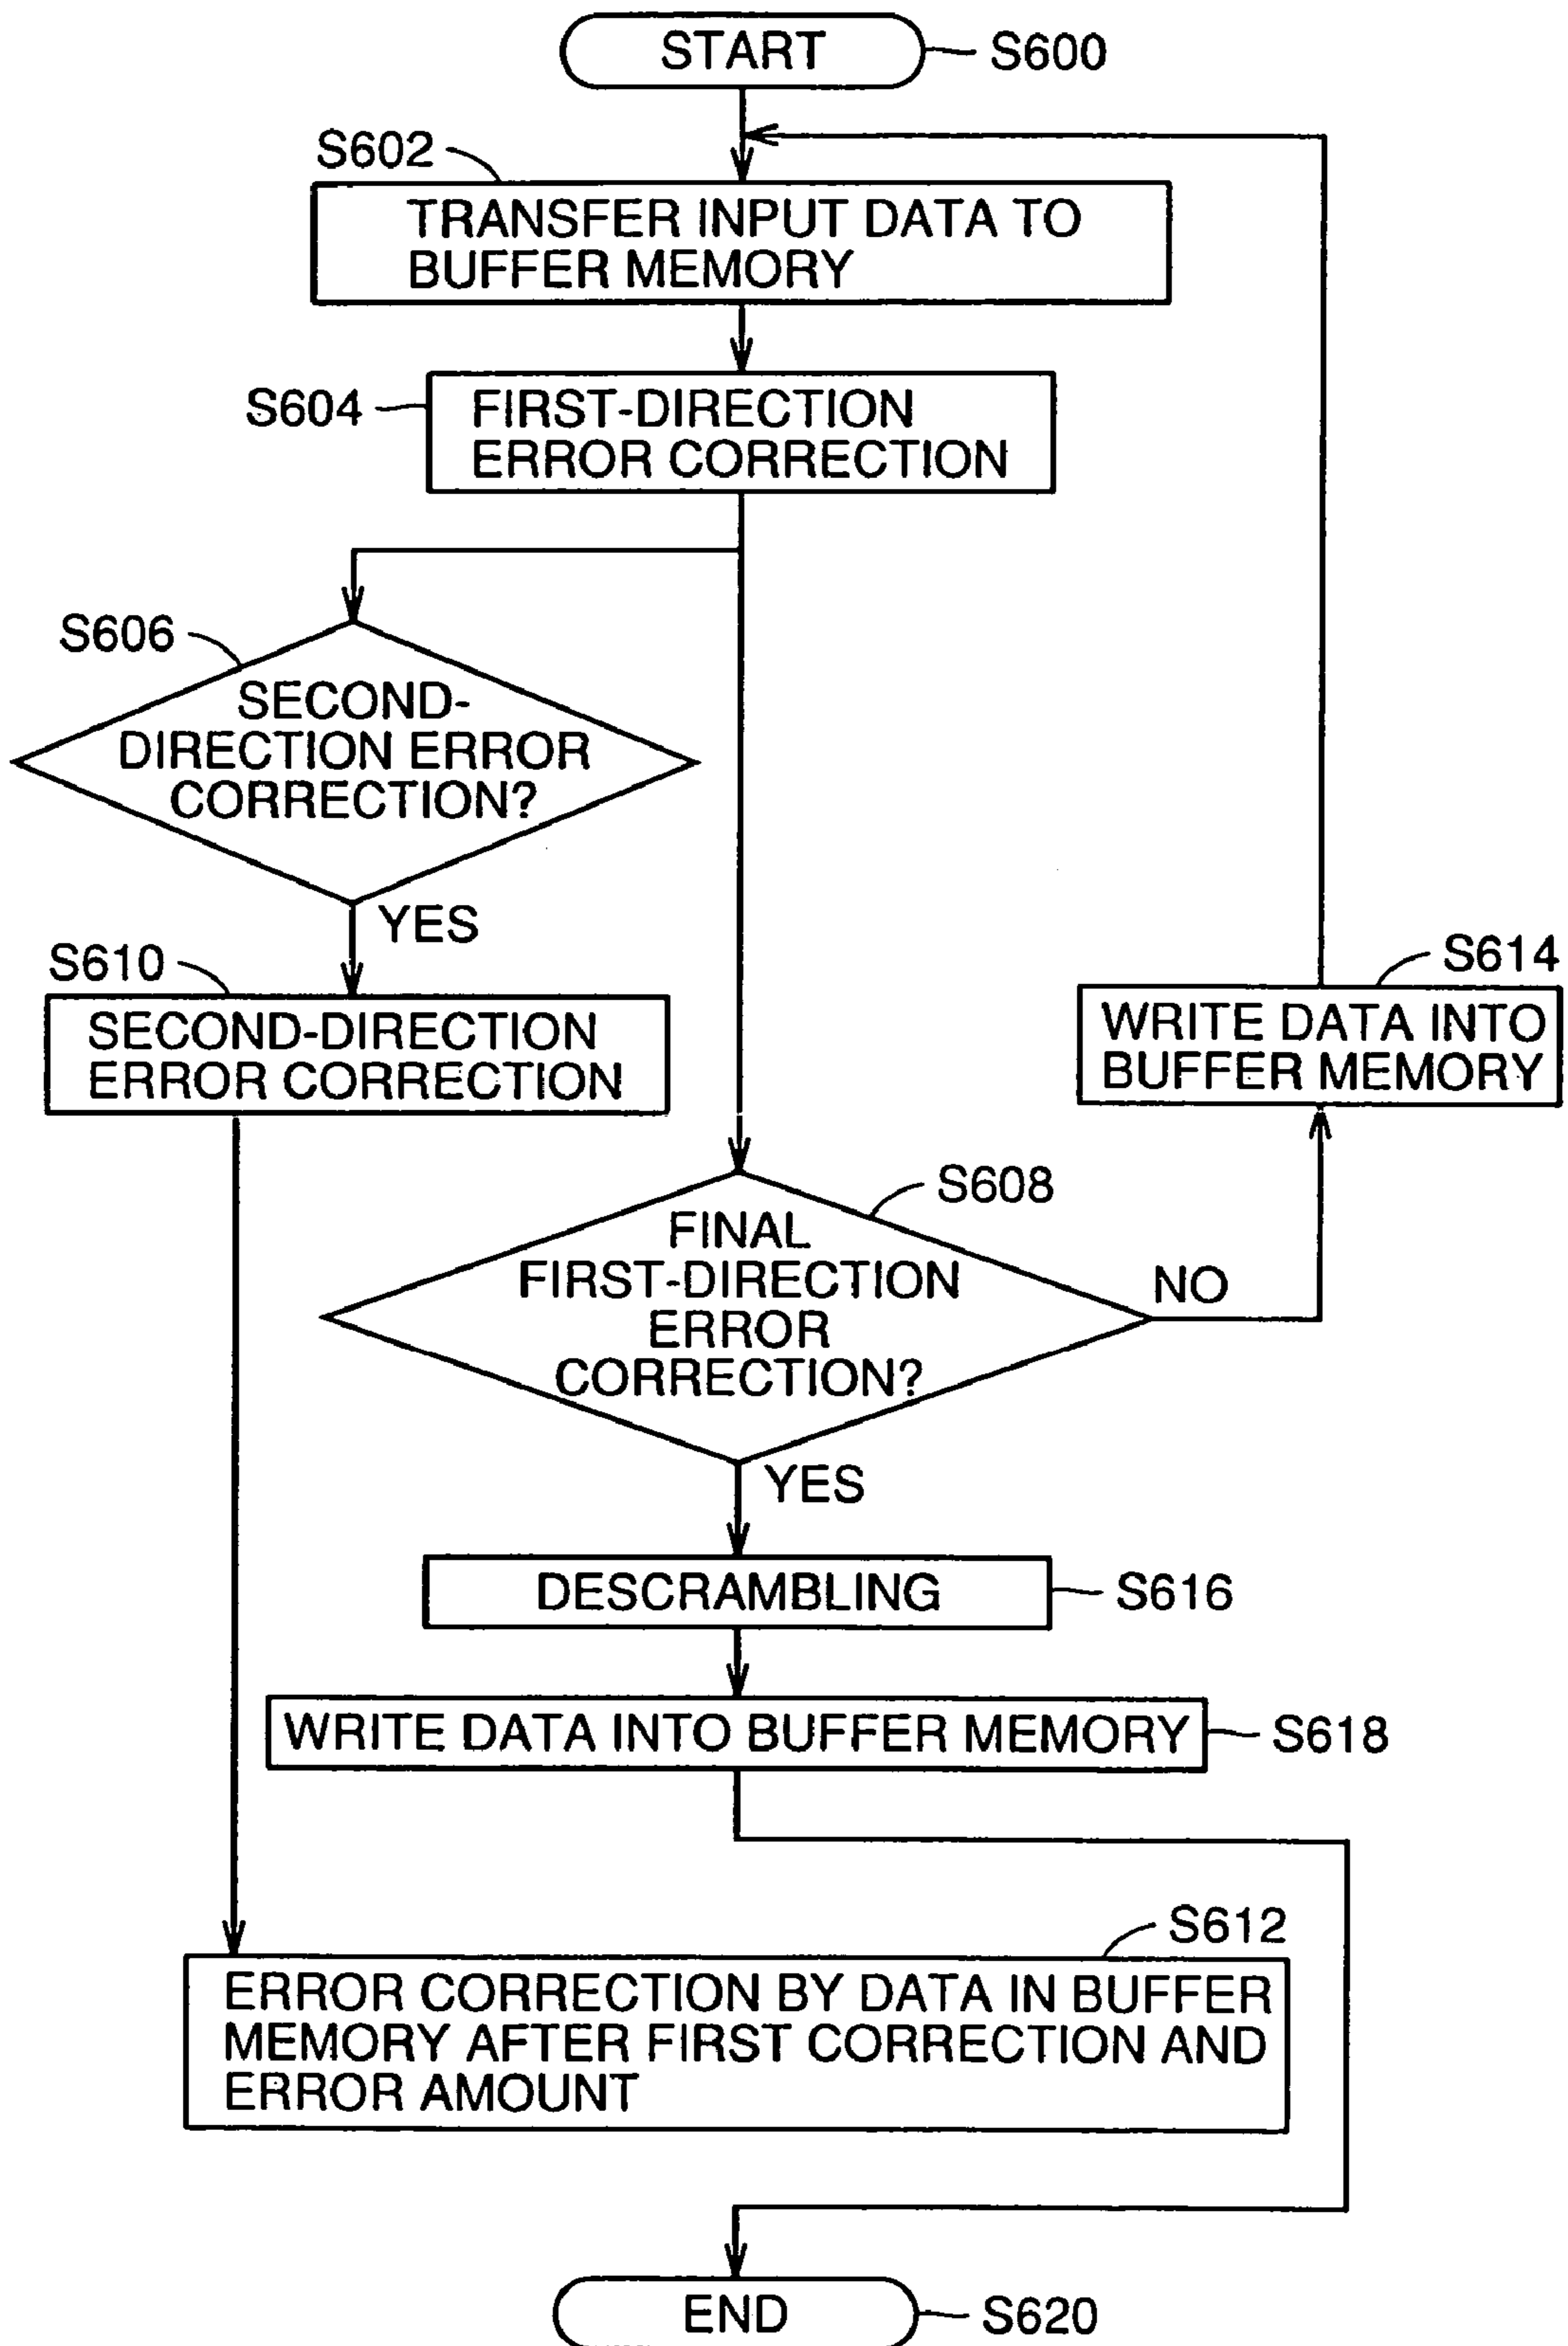 START
S600
S602
TRANSFER INPUT DATA TO
BUFFER MEMORY
S604
FIRST-DIRECTION
ERROR CORRECTION
S606
SECOND-
DIRECTION ERROR
CORRECTION?
YES
S610
SECOND-DIRECTION
ERROR CORRECTION
S614
WRITE DATA INTO
BUFFER MEMORY
S608
FINAL
FIRST-DIRECTION
ERROR
CORRECTION?
NO
YES
DESCRAMBLING
S616
WRITE DATA INTO BUFFER MEMORY
S618
S612
ERROR CORRECTION BY DATA IN BUFFER
MEMORY AFTER FIRST CORRECTION AND
ERROR AMOUNT
END
S620